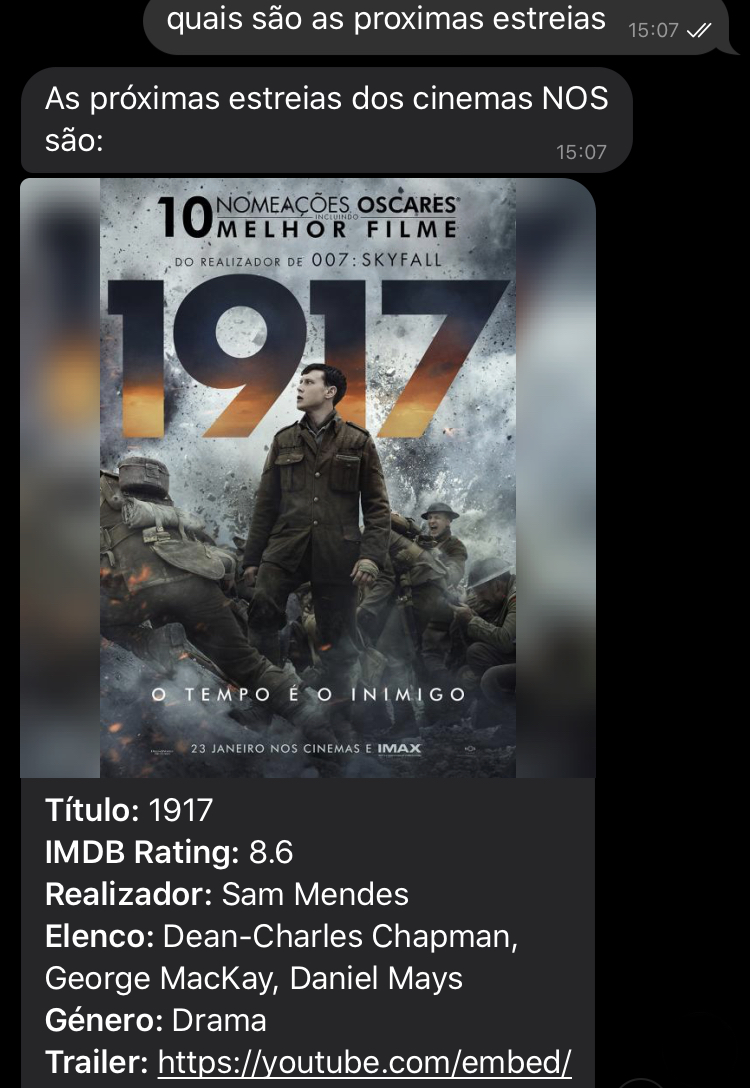 quais são as proximas estreias
15:07
As próximas estreias dos cinemas NOS
são:
15:07
10 NOMEAÇÕES OSCARES
INCLUINDO
MELHOR FILME
DO REALIZADOR DE 007: SKYFALL
1917
O TEMPO É O INIMIGO
23 JANEIRO NOS CINEMAS E IMAX
Título: 1917
IMDB Rating: 8.6
Realizador: Sam Mendes
Elenco: Dean-Charles Chapman,
George MacKay, Daniel Mays
Género: Drama
Trailer: https://youtube.com/embed/